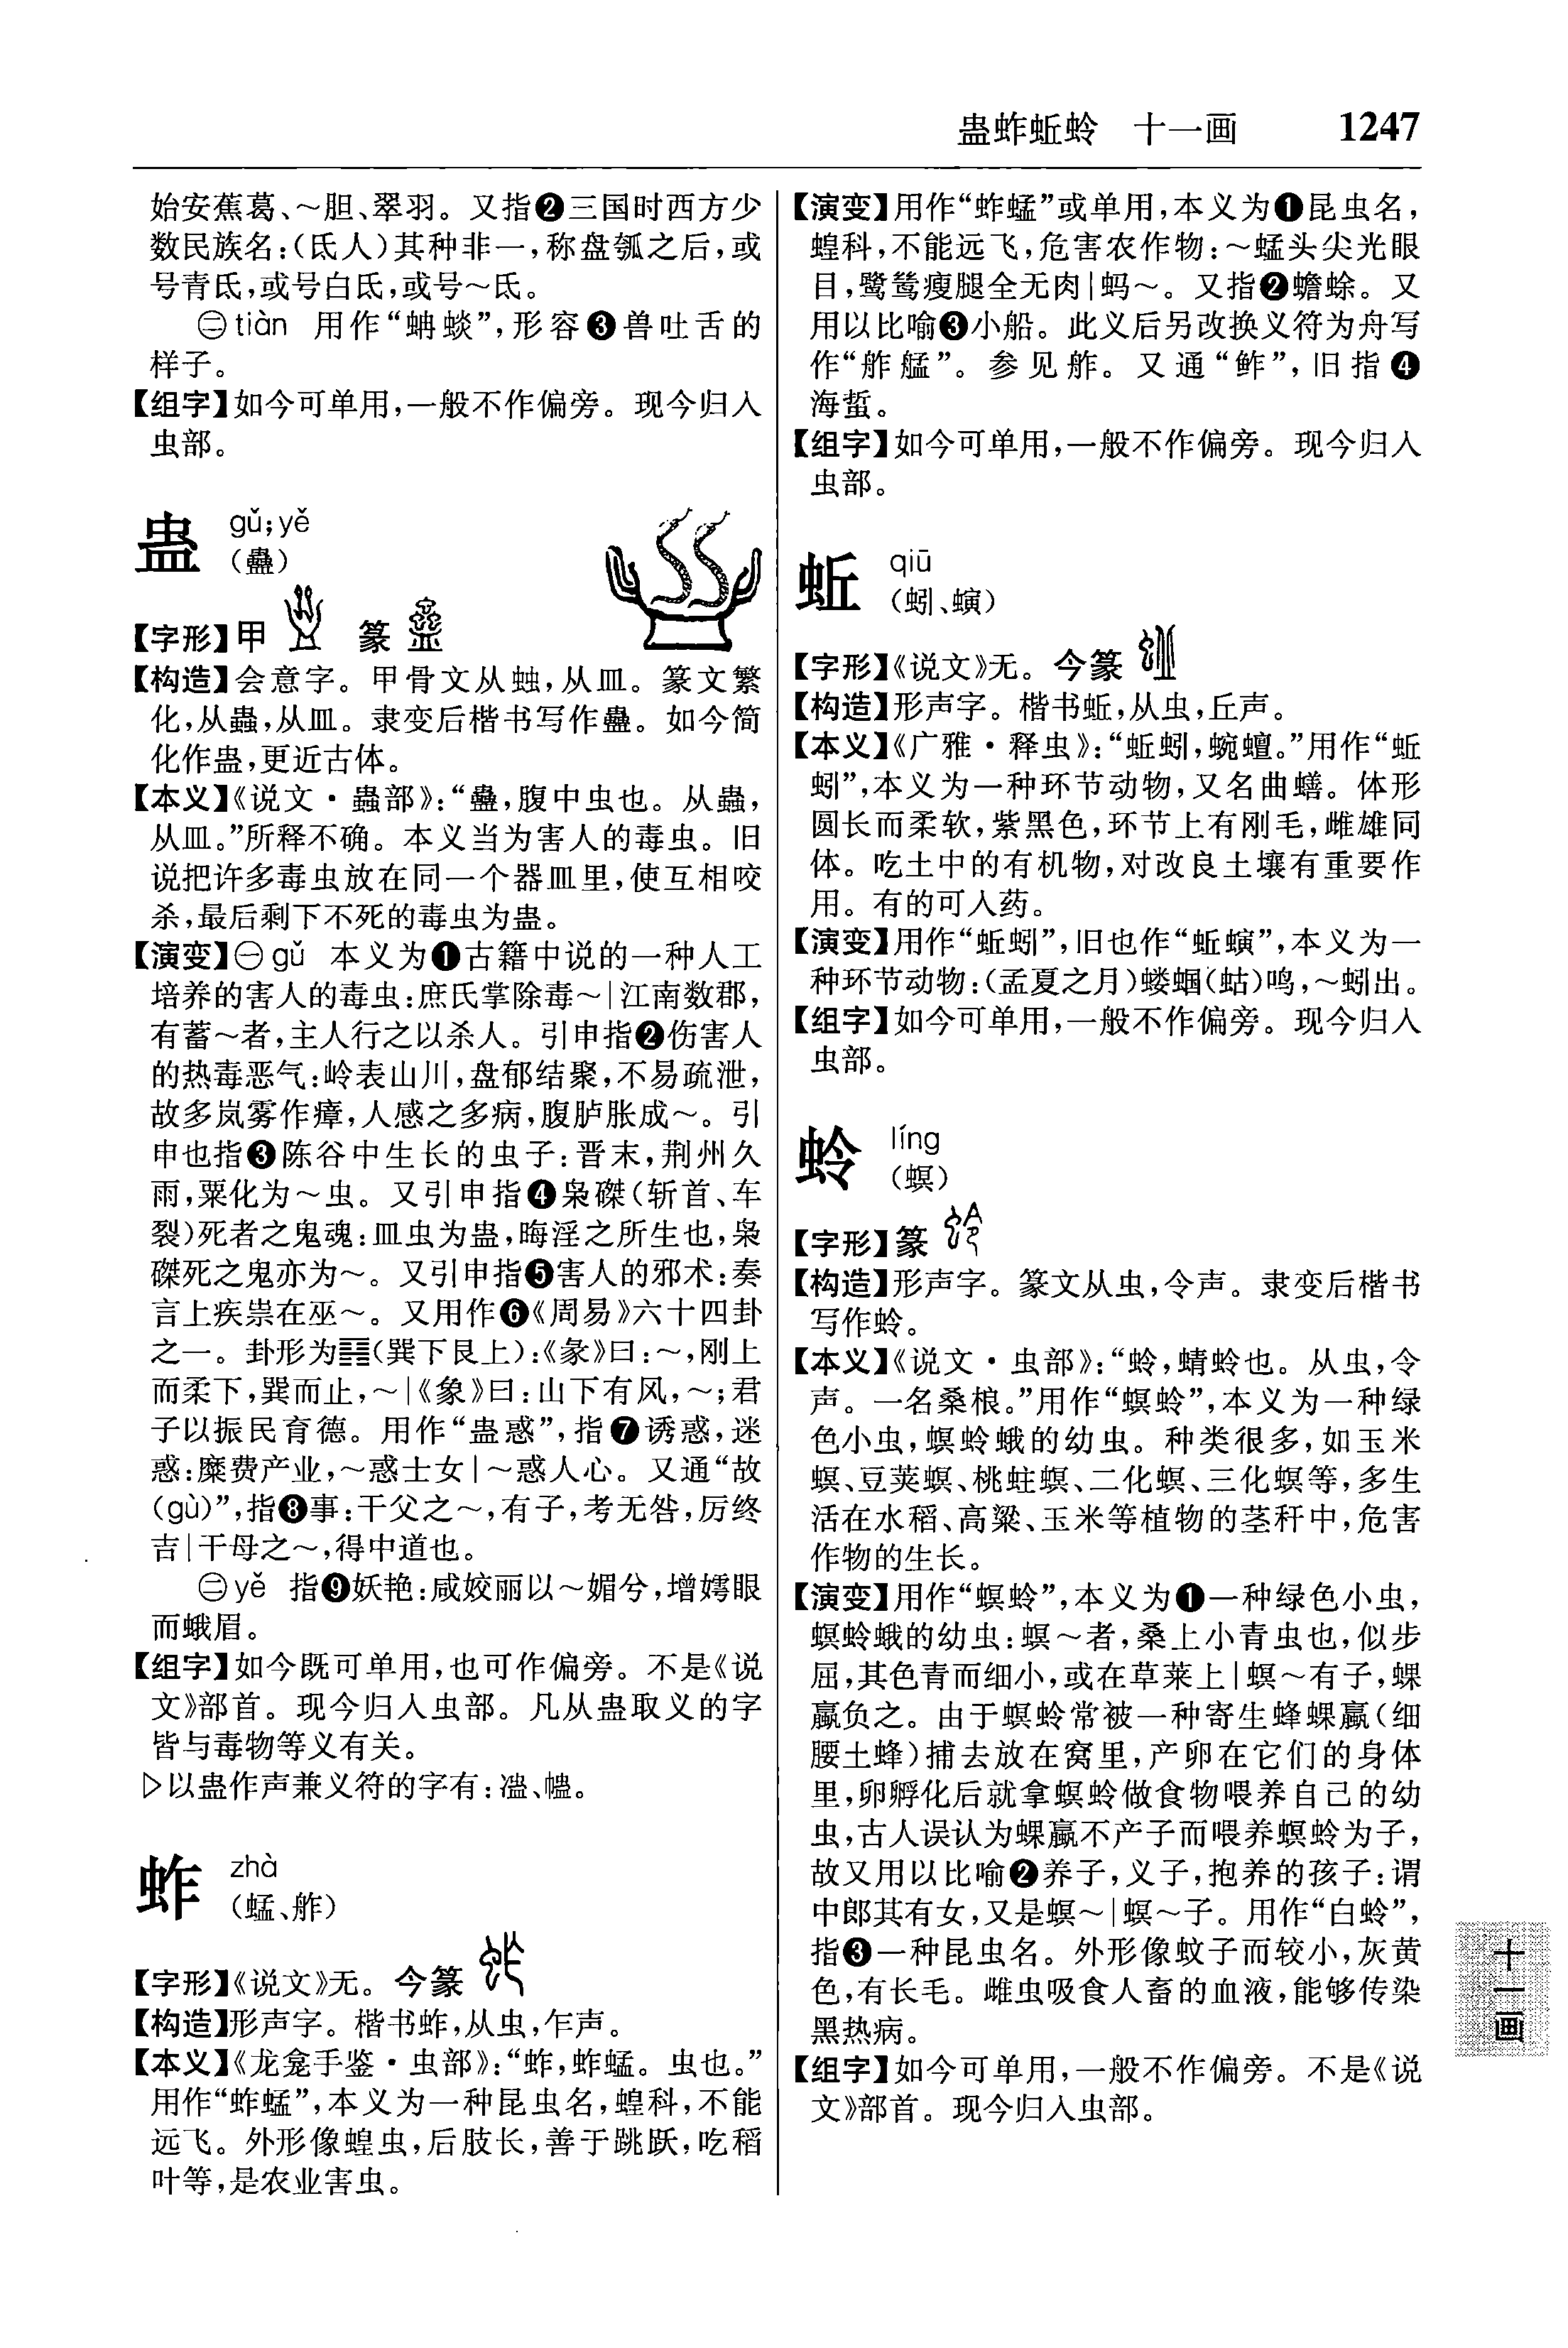 蛊蚱蚯蛉　十一画　1247
始安蕉葛、～胆、翠羽。又指❷三国时西方少
数民族名:(氐人)其种非一,称盘瓠之后,或
号青氐,或号白氐,或号～氐。
㊁tiàn 用作“蚺蛟”,形容❸兽吐舌的
样子。
【组字】如今可单用,一般不作偏旁。现今归入
虫部。
蛊 gǔ;yě
(蠱)
【字形】甲 篆
【构造】会意字。甲骨文从䖵,从皿。篆文繁
化,从蟲,从皿。隶变后楷书写作蠱。如今简
化作蛊,更近古体。
【本义】《说文·蟲部》:“蠱,腹中虫也。从蟲,
从皿。”所释不确。本义当为害人的毒虫。旧
说把许多毒虫放在同一个器皿里,使互相咬
杀,最后剩下不死的毒虫为蛊。
【演变】㊀gǔ 本义为❶古籍中说的一种人工
培养的害人的毒虫:庶氏掌除毒～|江南数郡,
有蓄～者,主人行之以杀人。引申指❷伤害人
的热毒恶气:岭表山川,盘郁结聚,不易疏泄,
故多岚雾作瘴,人感之多病,腹胪胀成～。引
申也指❸陈谷中生长的虫子:晋末,荆州久
雨,粟化为～虫。又引申指❹枭磔(斩首、车
裂)死者之鬼魂:皿虫为蛊,晦淫之所生也,枭
磔死之鬼亦为～。又引申指❺害人的邪术:奏
言上疾祟在巫～。又用作❻《周易》六十四卦
之一。卦形为䷑(巽下艮上):《彖》曰:～,刚上
而柔下,巽而止,～|《象》曰:山下有风,～;君
子以振民育德。用作“蛊惑”,指❼诱惑,迷
惑:糜费产业,～惑士女|～惑人心。又通“故
(gù)”,指❽事:干父之～,有子,考无咎,厉终
吉|干母之～,得中道也。
㊁yě 指❾妖艳:咸姣丽以～媚兮,增嫮眼
而蛾眉。
【组字】如今既可单用,也可作偏旁。不是《说
文》部首。现今归入虫部。凡从蛊取义的字
皆与毒物等义有关。
▷以蛊作声兼义符的字有:
蚱 zhà
(蜢、舴)
【字形】《说文》无。今篆
【构造】形声字。楷书蚱,从虫,乍声。
【本义】《龙龛手鉴·虫部》:“蚱,蚱蜢。虫也。”
用作“蚱蜢”,本义为一种昆虫名,蝗科,不能
远飞。外形像蝗虫,后肢长,善于跳跃,吃稻
叶等,是农业害虫。
【演变】用作“蚱蜢”或单用,本义为❶昆虫名,
蝗科,不能远飞,危害农作物:～蜢头尖光眼
目,鹭鸶瘦腿全无肉|蚂～。又指❷蟾蜍。又
用以比喻❸小船。此义后另改换义符为舟写
作“舴艋”。参见舴。又通“鲊”,旧指❹
海蜇。
【组字】如今可单用,一般不作偏旁。现今归入
虫部。
蚯 qiū
(蚓、螾)
【字形】《说文》无。今篆
【构造】形声字。楷书蚯,从虫,丘声。
【本义】《广雅·释虫》:“蚯蚓,蜿蟺。”用作“蚯
蚓”,本义为一种环节动物,又名曲蟮。体形
圆长而柔软,紫黑色,环节上有刚毛,雌雄同
体。吃土中的有机物,对改良土壤有重要作
用。有的可入药。
【演变】用作“蚯蚓”,旧也作“蚯螾”,本义为一
种环节动物:(孟夏之月)蝼蝈(蛄)鸣,～蚓出。
【组字】如今可单用,一般不作偏旁。现今归入
虫部。
蛉 líng
(螟)
【字形】篆
【构造】形声字。篆文从虫,令声。隶变后楷书
写作蛉。
【本义】《说文·虫部》:“蛉,蜻蛉也。从虫,令
声。一名桑桹。”用作“螟蛉”,本义为一种绿
色小虫,螟蛉蛾的幼虫。种类很多,如玉米
螟、豆荚螟、桃蛀螟、二化螟、三化螟等,多生
活在水稻、高粱、玉米等植物的茎秆中,危害
作物的生长。
【演变】用作“螟蛉”,本义为❶一种绿色小虫,
螟蛉蛾的幼虫:螟～者,桑上小青虫也,似步
屈,其色青而细小,或在草莱上|螟～有子,蜾
蠃负之。由于螟蛉常被一种寄生蜂蜾蠃(细
腰土蜂)捕去放在窝里,产卵在它们的身体
里,卵孵化后就拿螟蛉做食物喂养自己的幼
虫,古人误认为蜾蠃不产子而喂养螟蛉为子,
故又用以比喻❷养子,义子,抱养的孩子:谓
中郎其有女,又是螟～|螟～子。用作“白蛉”,
指❸一种昆虫名。外形像蚊子而较小,灰黄
色,有长毛。雌虫吸食人畜的血液,能够传染
黑热病。
【组字】如今可单用,一般不作偏旁。不是《说
文》部首。现今归入虫部。
十一画